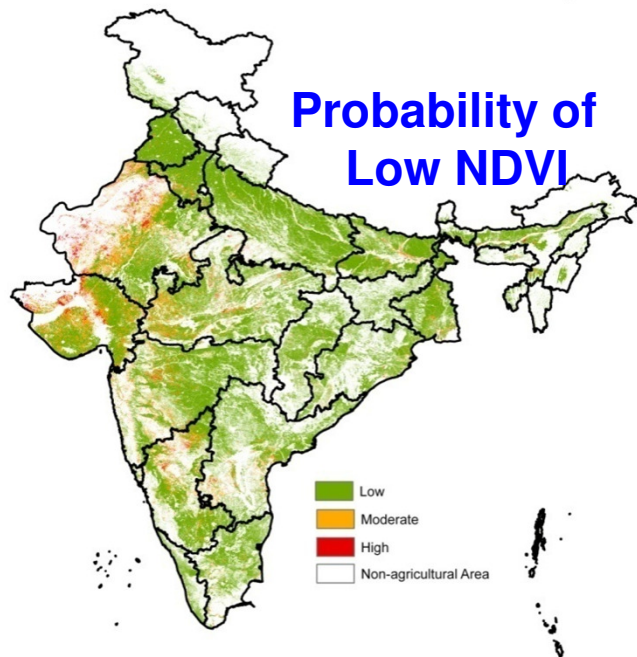 Probability of
Low NDVI
Low
Moderate
High
Non-agricultural Area